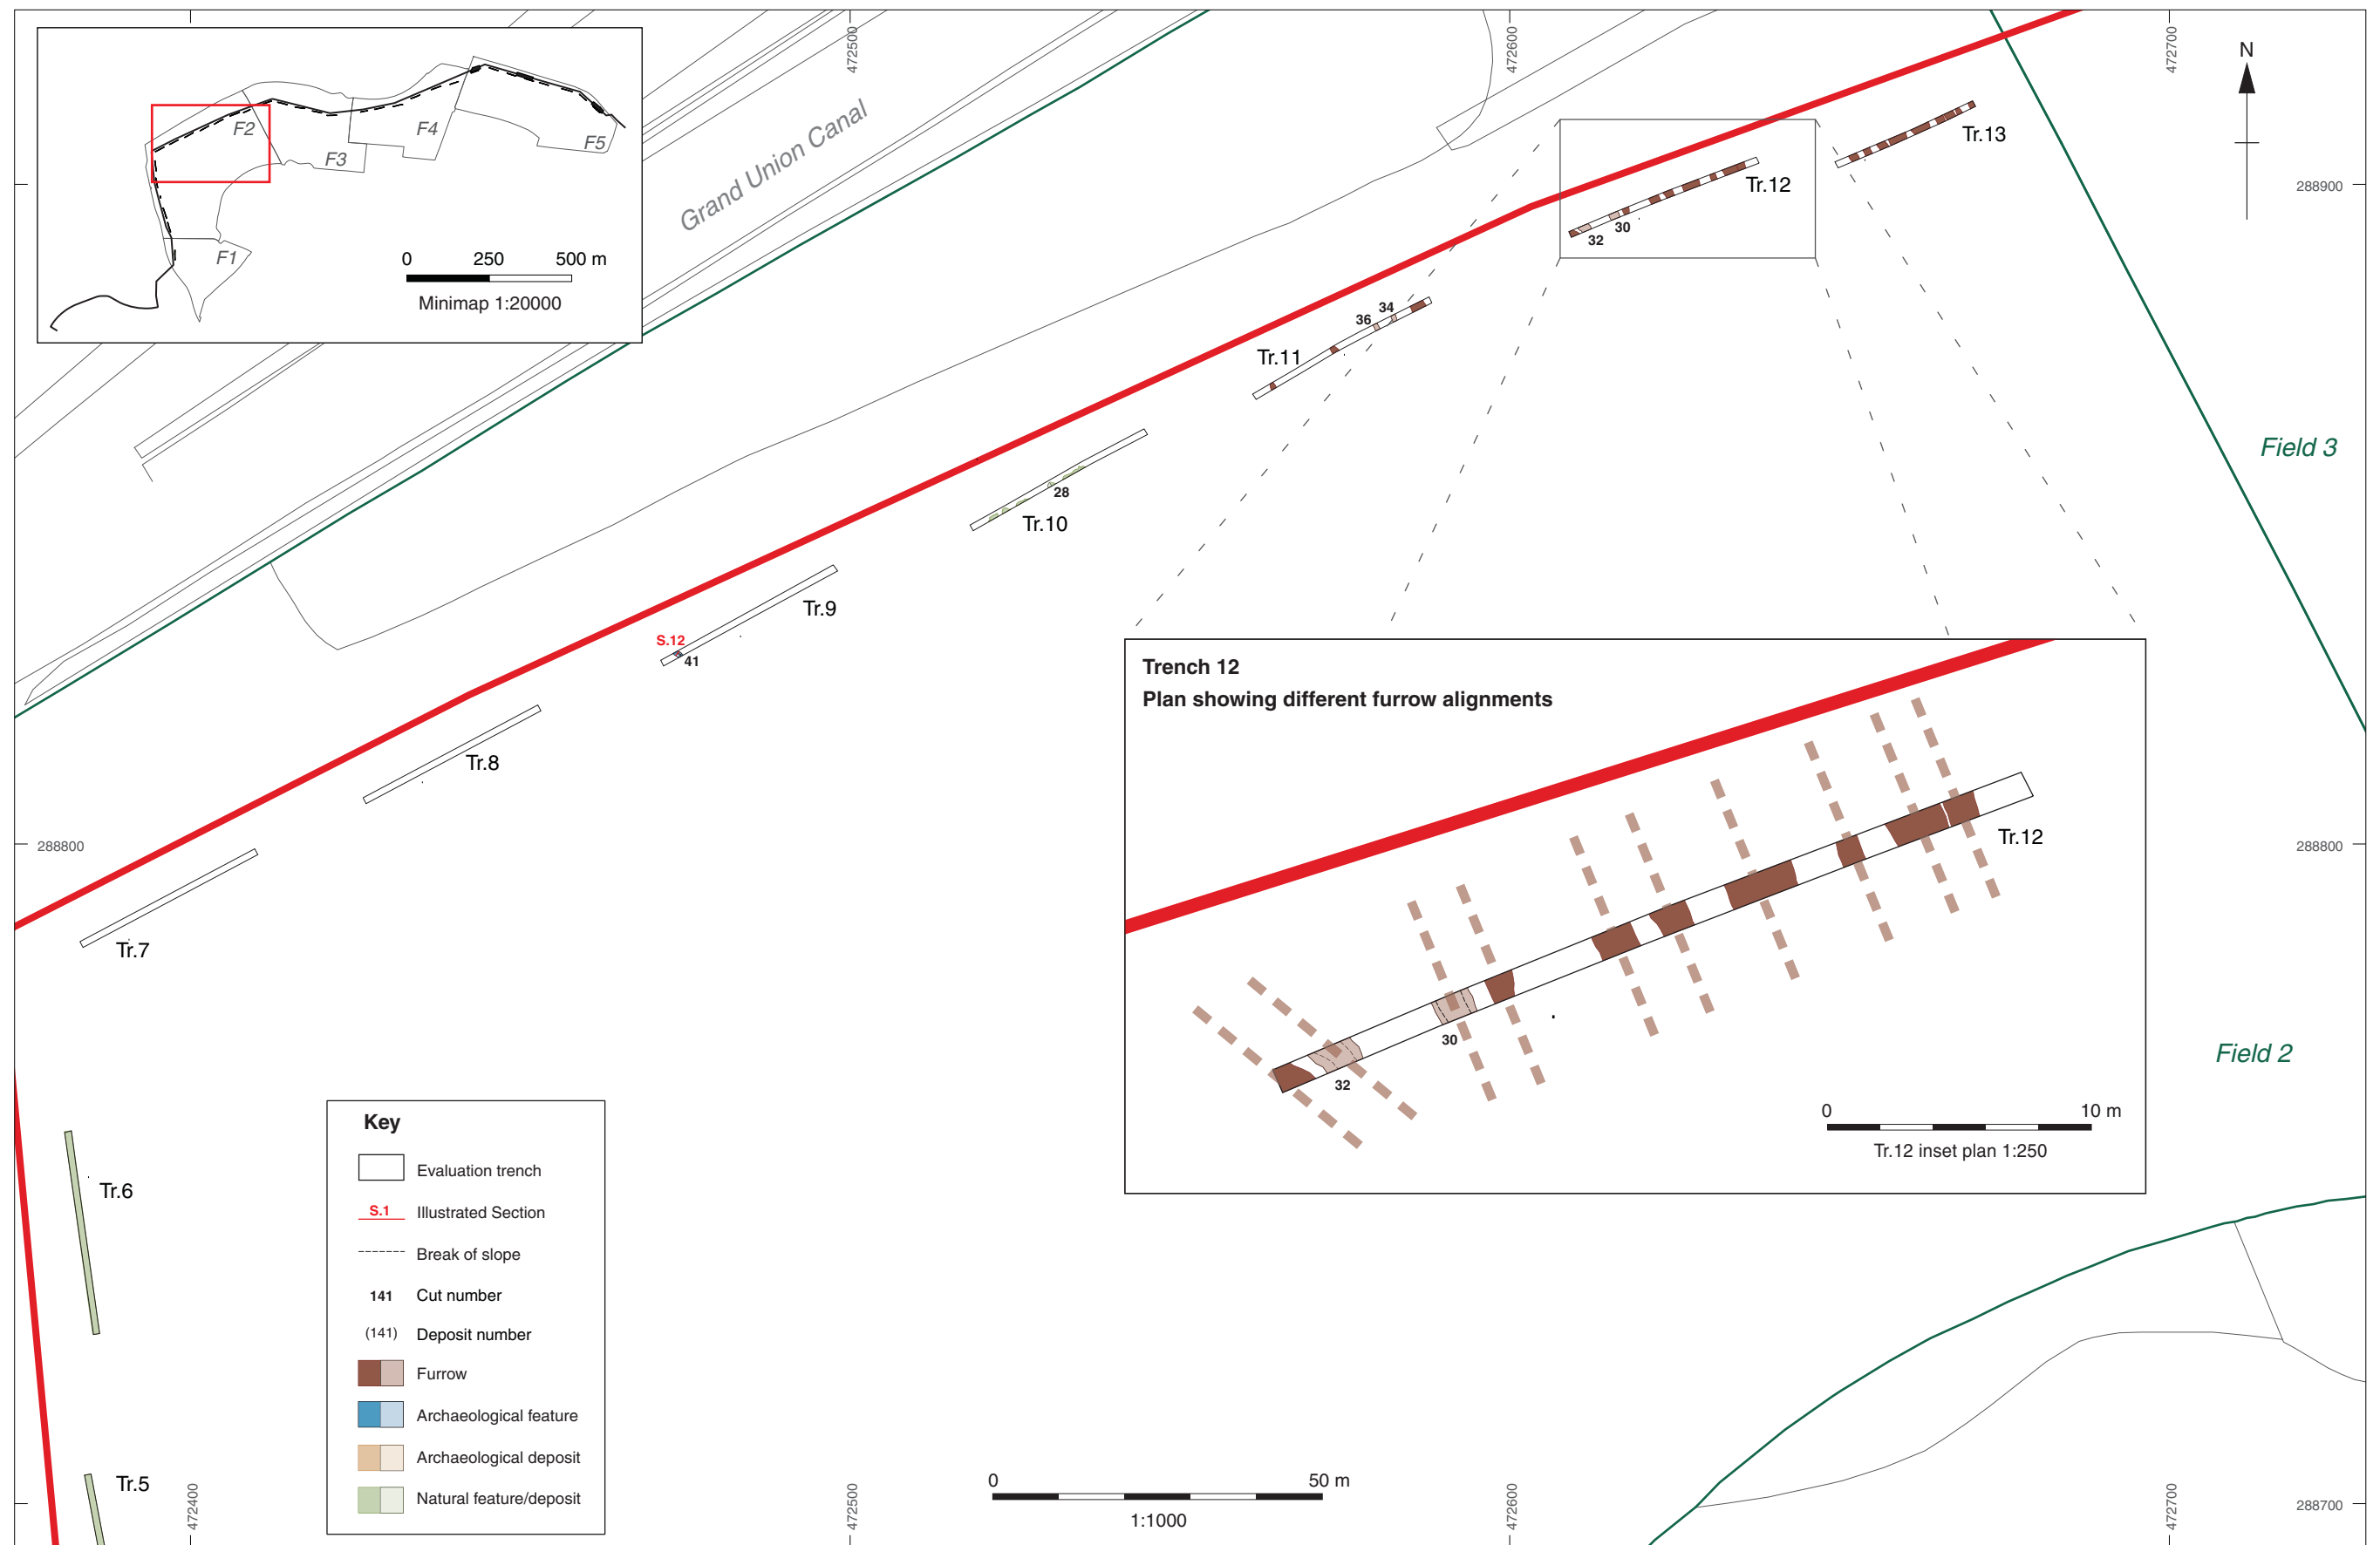 472500
472600
472700
N
F2
F4
F3
F5
F1
0 250 500 m
Minimap 1:20000
Grand Union Canal
Tr.13
Tr.12
30
32
288900
34
36
Tr.11
Field 3
28
Tr.10
Tr.9
S.12
41
Tr.8
Tr.7
288800
288800
Trench 12
Plan showing different furrow alignments
Tr.12
30
32
0 10 m
Tr.12 inset plan 1:250
Field 2
Tr.6
Tr.5
Key
Evaluation trench
S.1 Illustrated Section
Break of slope
141 Cut number
(141) Deposit number
Furrow
Archaeological feature
Archaeological deposit
Natural feature/deposit
0 50 m
1:1000
472400
472500
472600
472700
288700